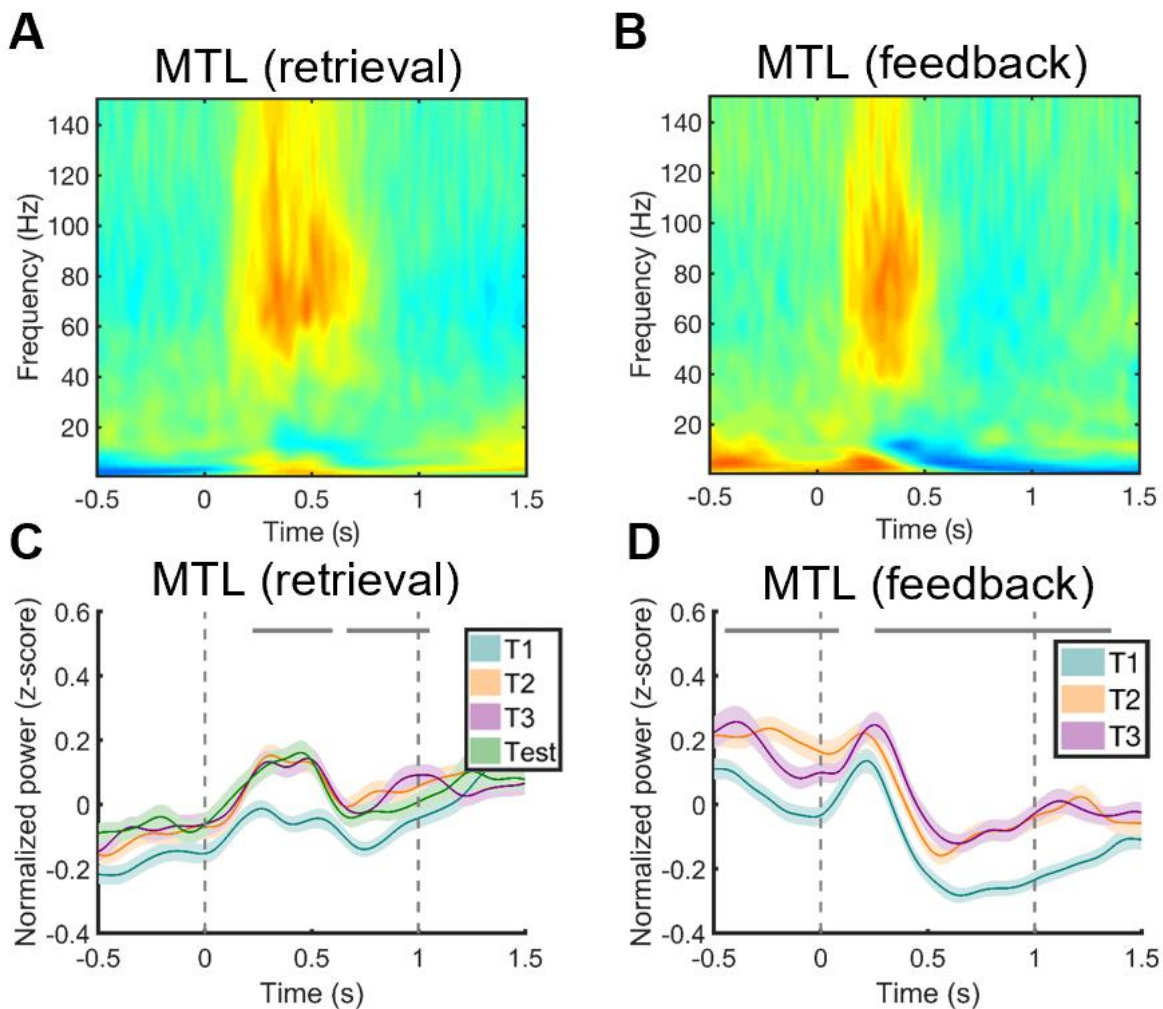 A
MTL (retrieval)
Frequency (Hz)
140
120
100
80
60
40
20
-0.5 0 0.5 1 1.5
Time (s)
B
MTL (feedback)
Frequency (Hz)
140
120
100
80
60
40
20
-0.5 0 0.5 1 1.5
Time (s)
C
MTL (retrieval)
Normalized power (z-score)
0.6
0.4
0.2
0
-0.2
-0.4
T1
T2
T3
Test
-0.5 0 0.5 1 1.5
Time (s)
D
MTL (feedback)
Normalized power (z-score)
0.6
0.4
0.2
0
-0.2
-0.4
T1
T2
T3
-0.5 0 0.5 1 1.5
Time (s)